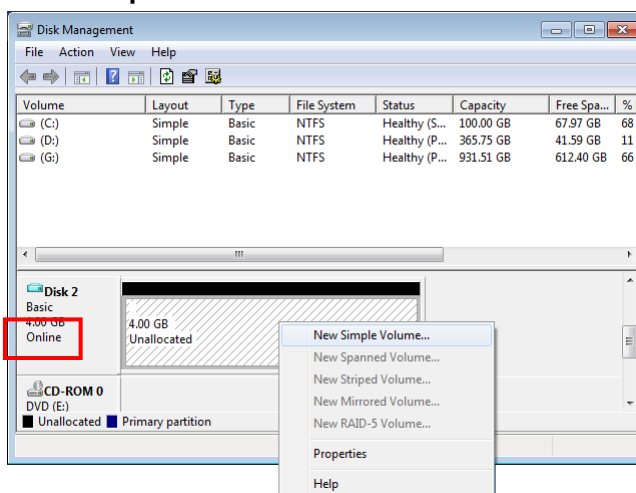 Disk Management
File Action View Help
Volume Layout Type File System Status Capacity Free Spa... %
(C:) Simple Basic NTFS Healthy (S... 100.00 GB 67.97 GB 68
(D:) Simple Basic NTFS Healthy (P... 365.75 GB 41.59 GB 11
(G:) Simple Basic NTFS Healthy (P... 931.51 GB 612.40 GB 66
Disk 2
Basic
4.00 GB
Online
4.00 GB
Unallocated
New Simple Volume...
New Spanned Volume...
New Striped Volume...
New Mirrored Volume...
New RAID-5 Volume...
Properties
Help
CD-ROM 0
DVD (E:)
Unallocated Primary partition